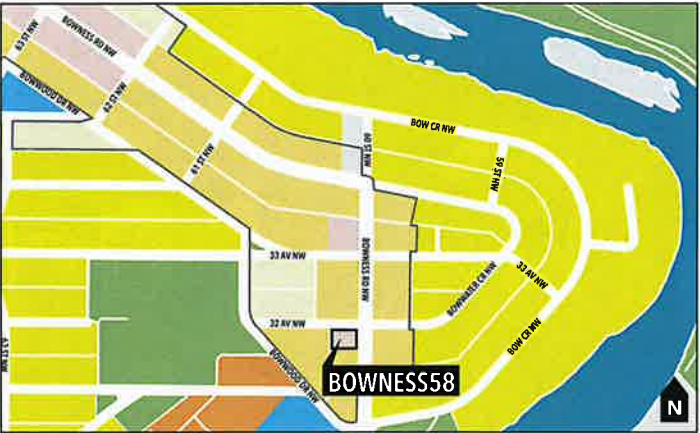 63 ST NW
BOWNESS RD NW
BOWWOOD DR NW
62 ST NW
61 ST NW
60 ST NW
BOW CR NW
59 ST NW
33 AV NW
BOWNESS RD NW
BOWWATER CR NW
33 AV NW
32 AV NW
BOW CR NW
63 ST NW
BOWWOOD DR NW
BOWNESS58
N